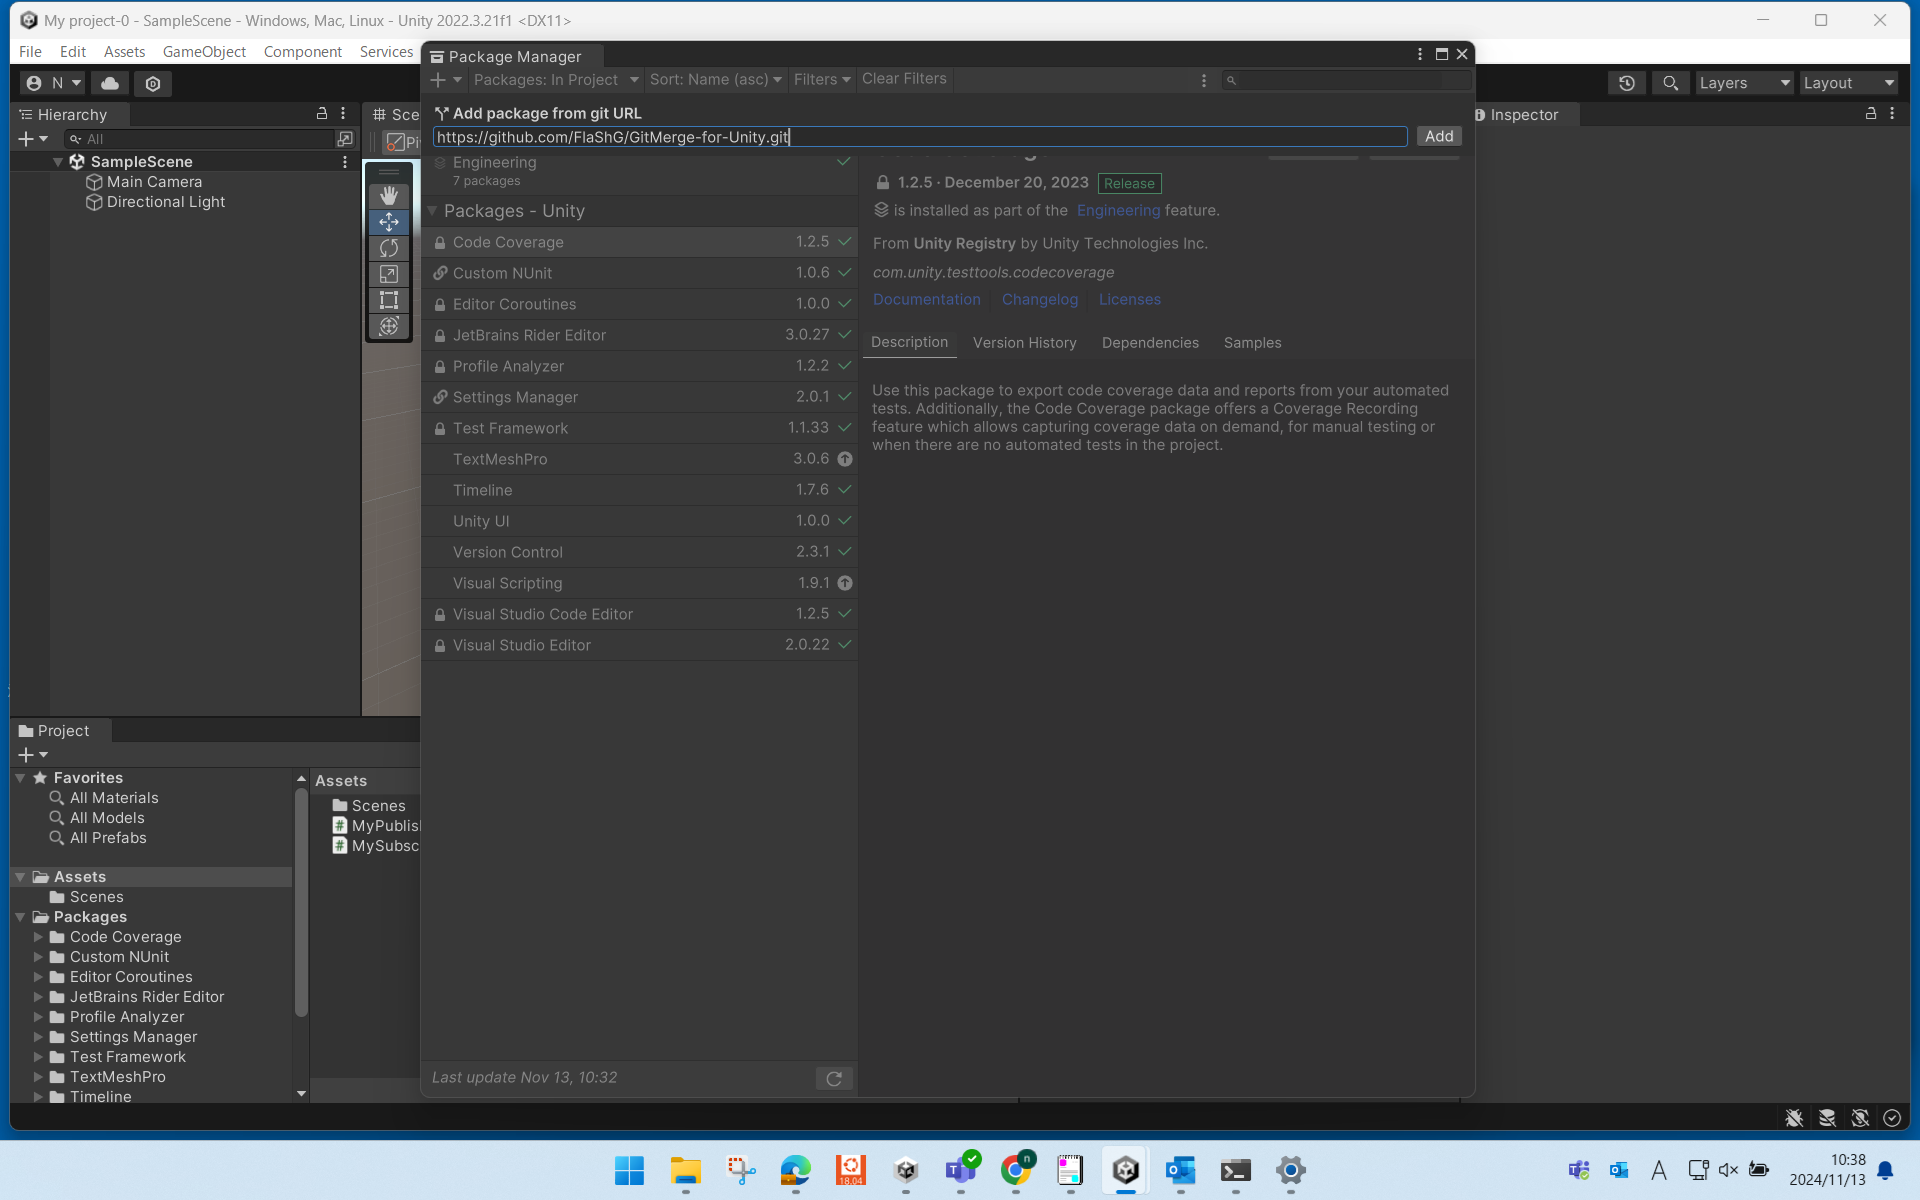 My project-0 - SampleScene - Windows, Mac, Linux - Unity 2022.3.21f1 <DX11>
File Edit Assets GameObject Component Services
Package Manager
N
Packages: In Project Sort: Name (asc) Filters Clear Filters
Layers Layout
Hierarchy
Sce
Add package from git URL
Inspector
All
Pi
https://github.com/FlaShG/GitMerge-for-Unity.git
Add
SampleScene
Main Camera
Directional Light
Engineering
7 packages
Packages - Unity
Code Coverage 1.2.5
Custom NUnit 1.0.6
Editor Coroutines 1.0.0
JetBrains Rider Editor 3.0.27
Profile Analyzer 1.2.2
Settings Manager 2.0.1
Test Framework 1.1.33
TextMeshPro 3.0.6
Timeline 1.7.6
Unity UI 1.0.0
Version Control 2.3.1
Visual Scripting 1.9.1
Visual Studio Code Editor 1.2.5
Visual Studio Editor 2.0.22
Last update Nov 13, 10:32
1.2.5 · December 20, 2023 Release
is installed as part of the Engineering feature.
From Unity Registry by Unity Technologies Inc.
com.unity.testtools.codecoverage
Documentation Changelog Licenses
Description Version History Dependencies Samples
Use this package to export code coverage data and reports from your automated
tests. Additionally, the Code Coverage package offers a Coverage Recording
feature which allows capturing coverage data on demand, for manual testing or
when there are no automated tests in the project.
Project
Favorites
All Materials
All Models
All Prefabs
Assets
Scenes
Packages
Code Coverage
Custom NUnit
Editor Coroutines
JetBrains Rider Editor
Profile Analyzer
Settings Manager
Test Framework
TextMeshPro
Timeline
Assets
Scenes
MyPublis
MySubsc
18.04
n
A
10:38
2024/11/13